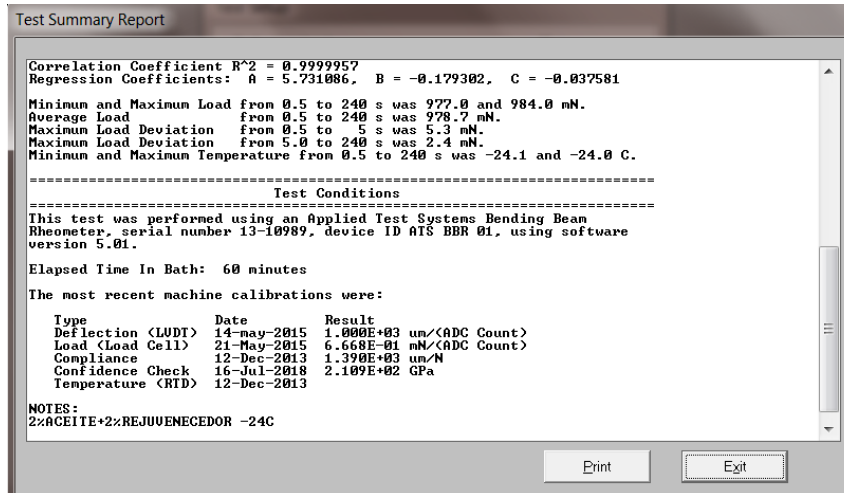 Test Summary Report
Correlation Coefficient R^2 = 0.9999957
Regression Coefficients:  A = 5.731086,  B = -0.179302,  C = -0.037581
Minimum and Maximum Load from 0.5 to 240 s was 977.0 and 984.0 mN.
Average Load             from 0.5 to 240 s was 978.7 mN.
Maximum Load Deviation   from 0.5 to   5 s was 5.3 mN.
Maximum Load Deviation   from 5.0 to 240 s was 2.4 mN.
Minimum and Maximum Temperature from 0.5 to 240 s was -24.1 and -24.0 C.
Test Conditions
This test was performed using an Applied Test Systems Bending Beam
Rheometer, serial number 13-10989, device ID ATS BBR 01, using software
version 5.01.
Elapsed Time In Bath:  60 minutes
The most recent machine calibrations were:
Type              Date         Result
Deflection (LVDT)  14-may-2015  1.000E+03 um/(ADC Count)
Load (Load Cell)   21-May-2015  6.668E-01 mN/(ADC Count)
Compliance         12-Dec-2013  1.390E+03 um/N
Confidence Check   16-Jul-2018  2.109E+02 GPa
Temperature (RTD)  12-Dec-2013
NOTES:
2%ACEITE+2%REJUVENECEDOR -24C
Print
Exit